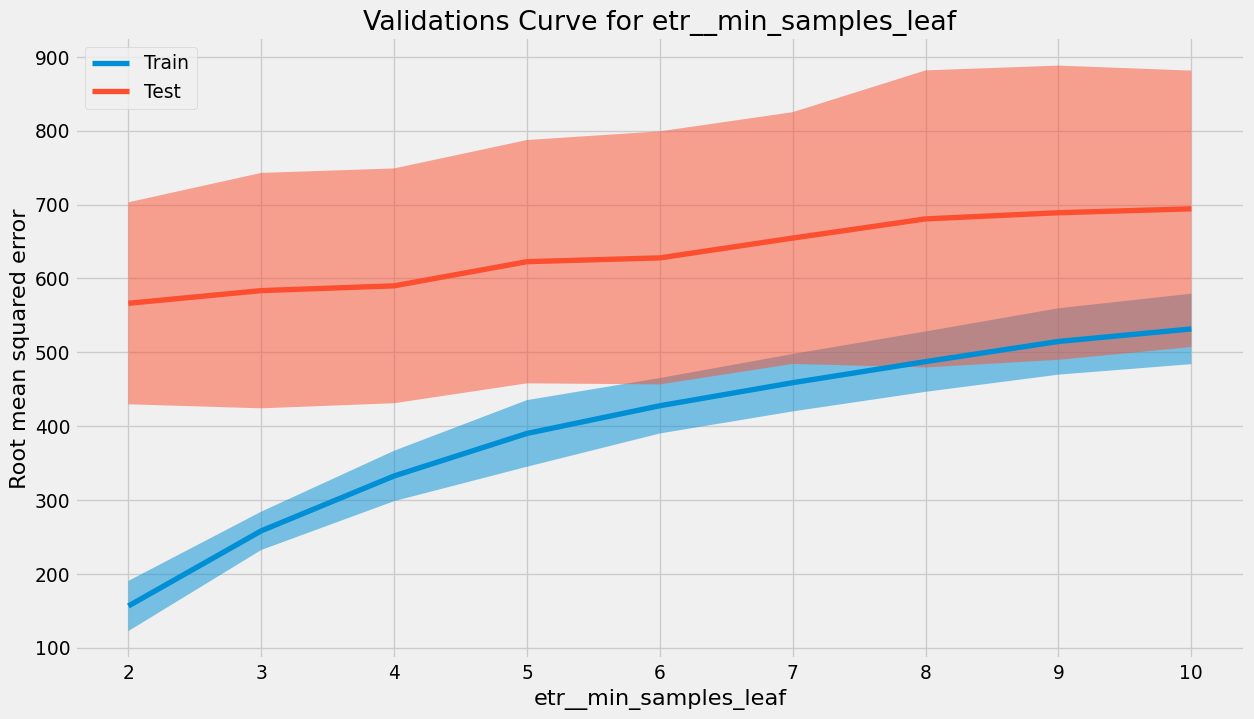 Validations Curve for etr__min_samples_leaf
Train
Test
Root mean squared error
900
800
700
600
500
400
300
200
100
2 3 4 5 6 7 8 9 10
etr__min_samples_leaf